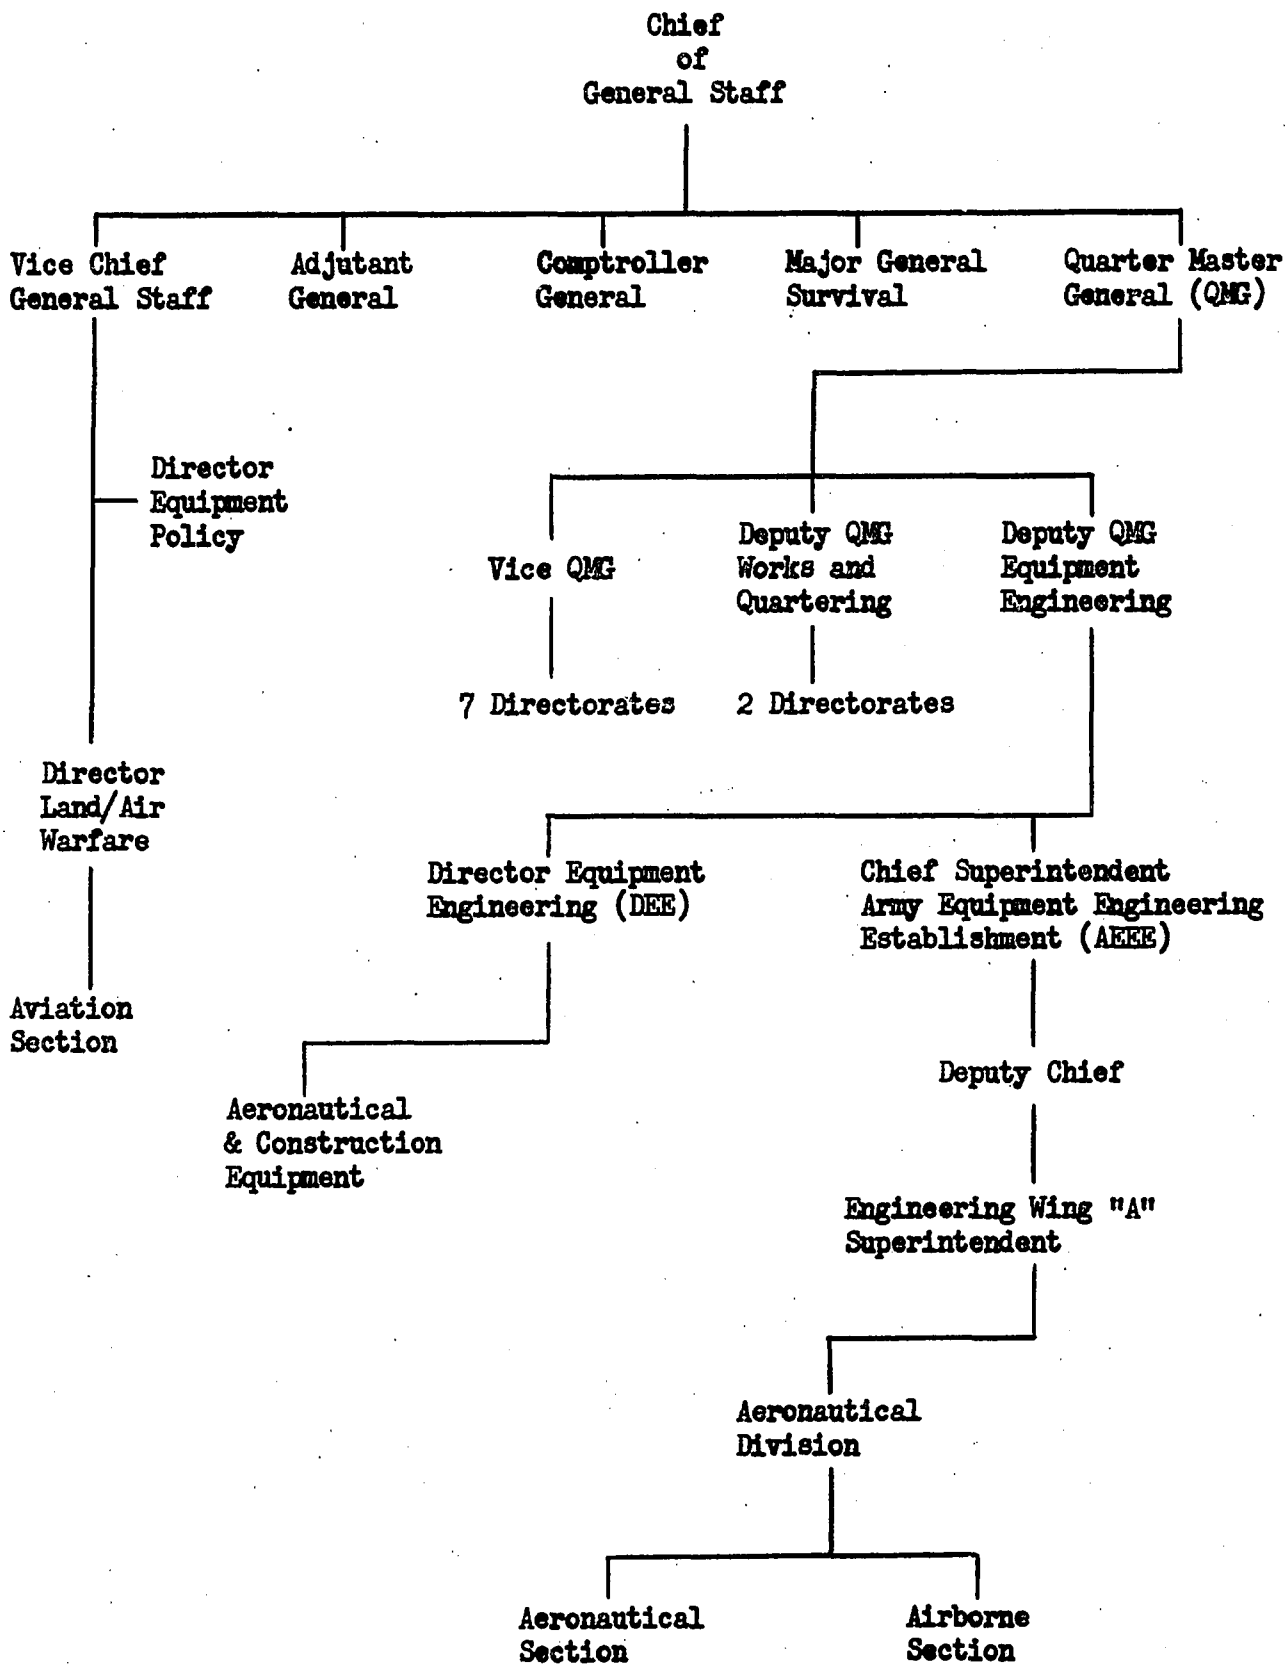 Chief
of
General Staff
Vice Chief
General Staff
Adjutant
General
Comptroller
General
Major General
Survival
Quarter Master
General (QMG)
Director
Equipment
Policy
Vice QMG
Deputy QMG
Works and
Quartering
Deputy QMG
Equipment
Engineering
7 Directorates
2 Directorates
Director
Land/Air
Warfare
Director Equipment
Engineering (DEE)
Chief Superintendent
Army Equipment Engineering
Establishment (AEEE)
Aviation
Section
Deputy Chief
Aeronautical
& Construction
Equipment
Engineering Wing "A"
Superintendent
Aeronautical
Division
Aeronautical
Section
Airborne
Section